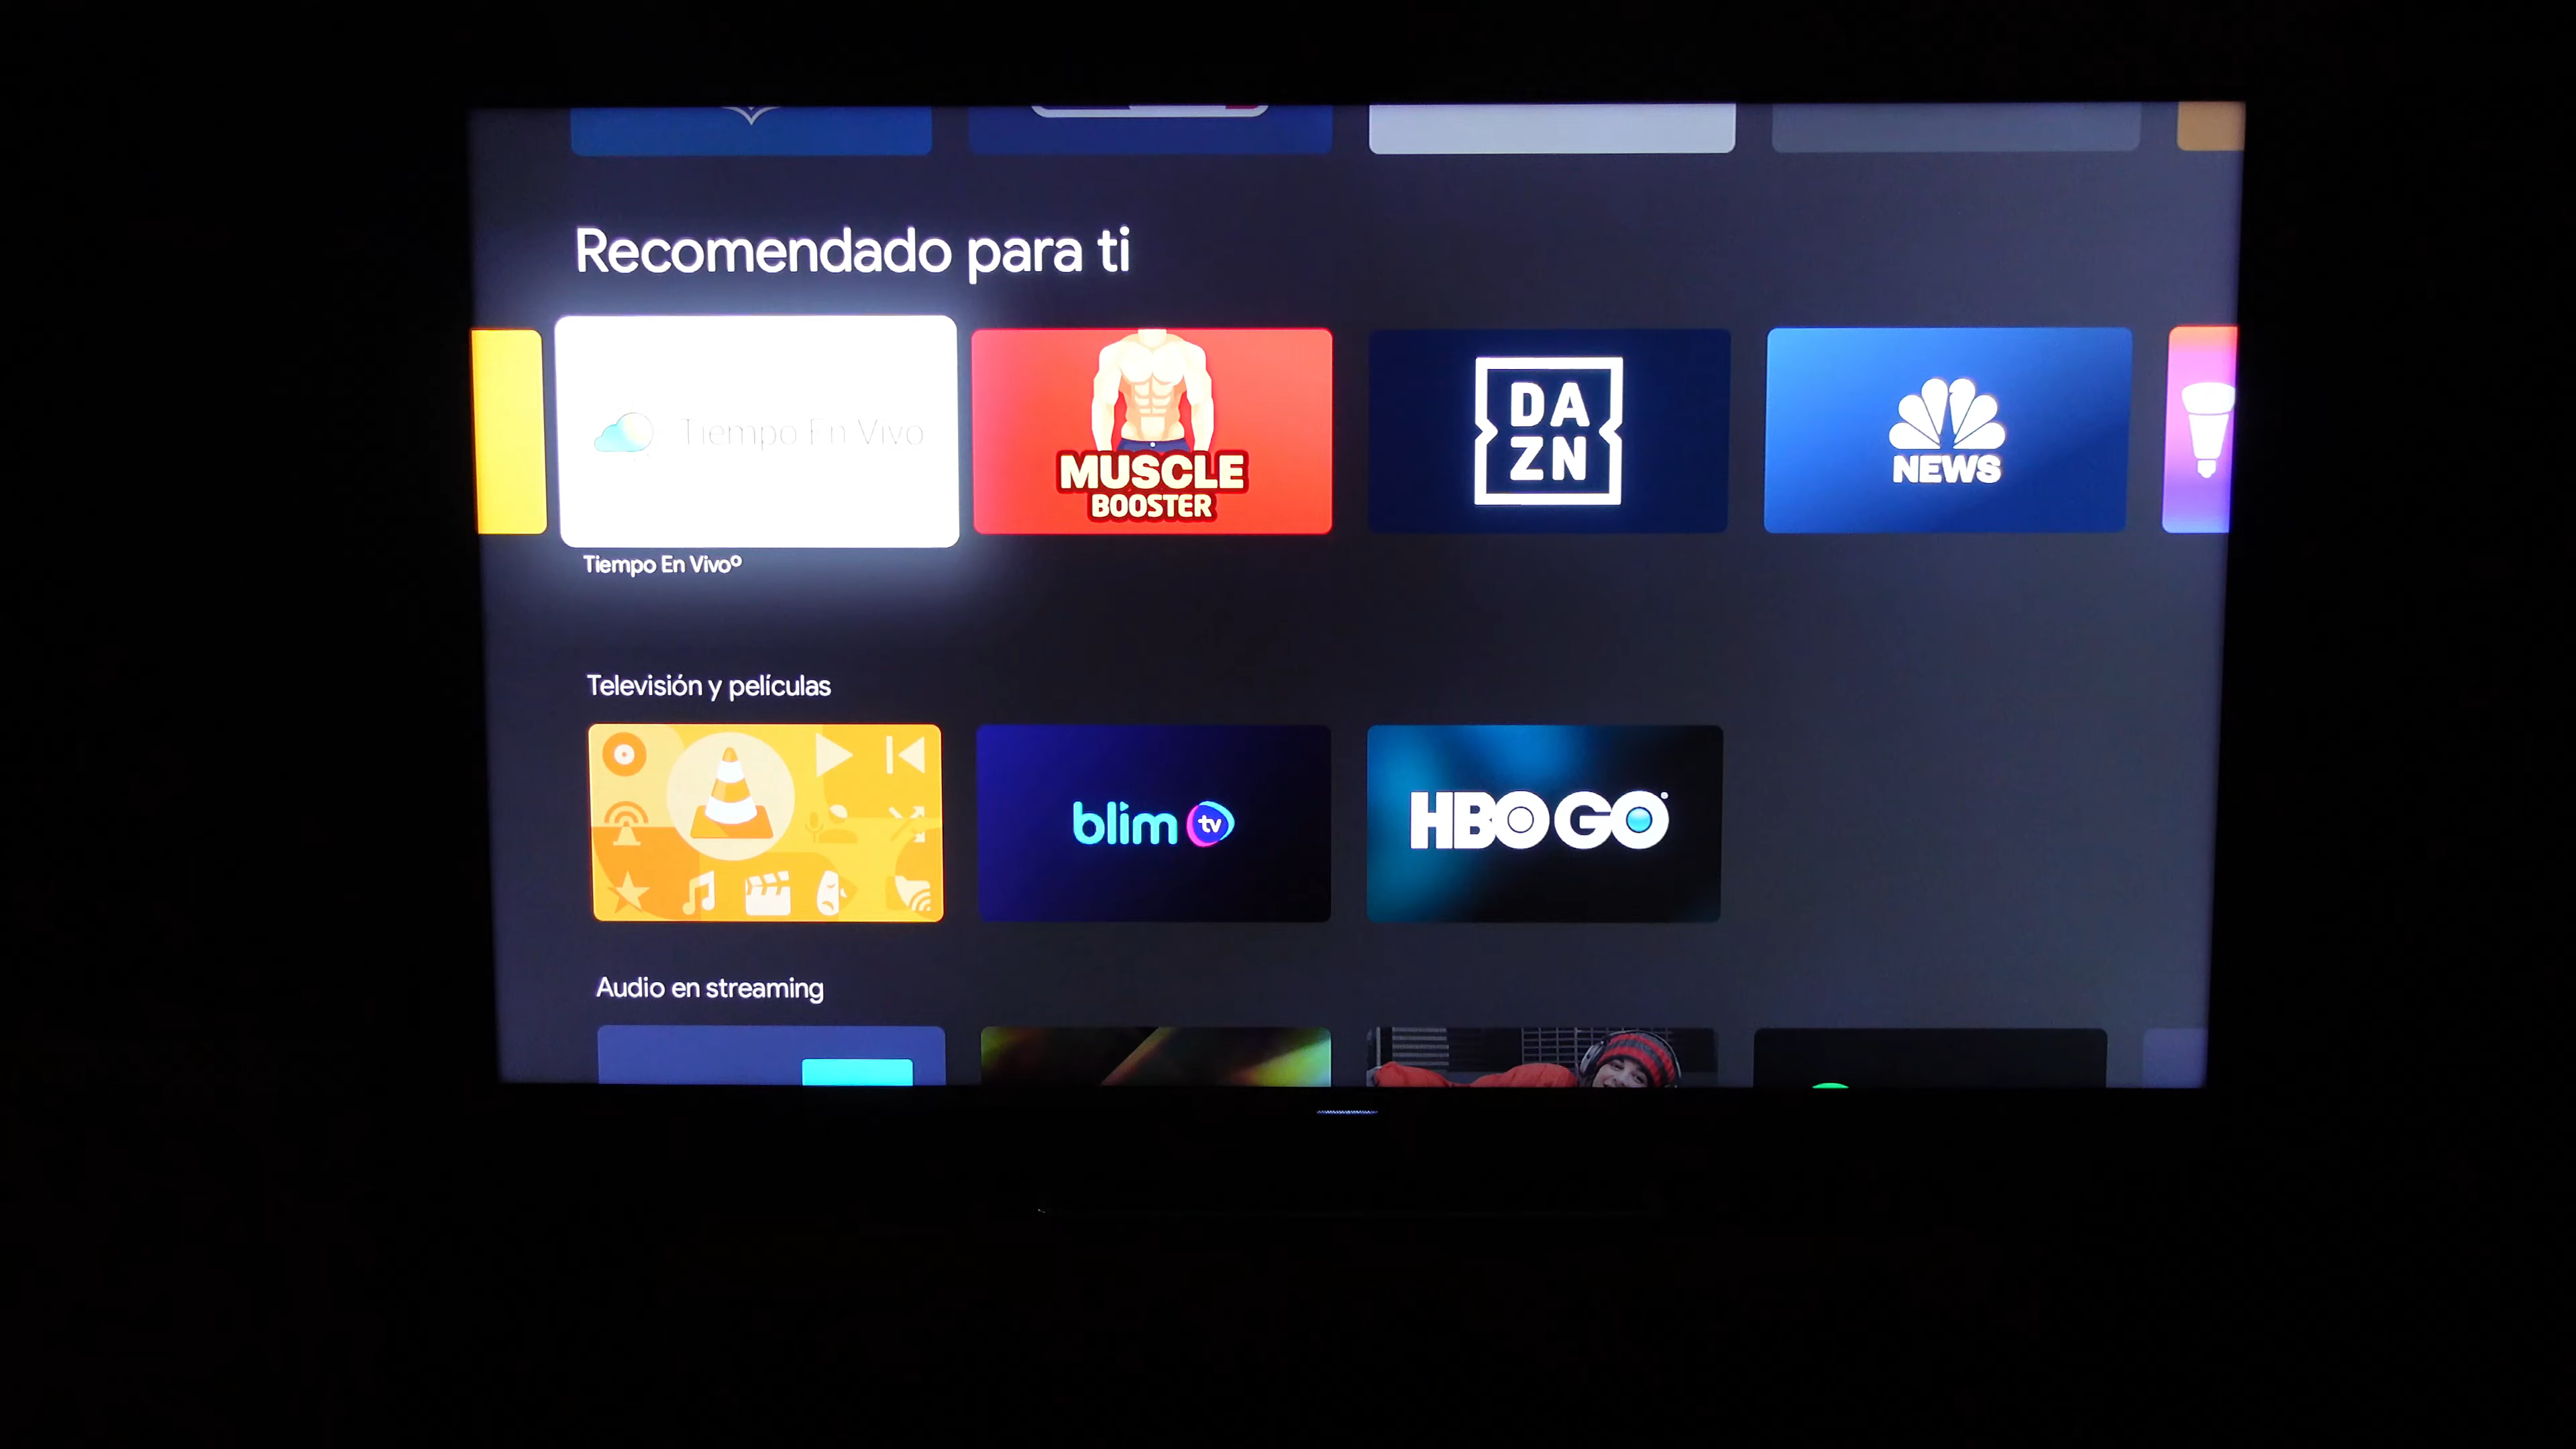 Recomendado para ti
Tiempo En Vivo
MUSCLE
BOOSTER
DA
ZN
NEWS
Tiempo En Vivoº
Televisión y películas
blim tv
HBO GO
Audio en streaming